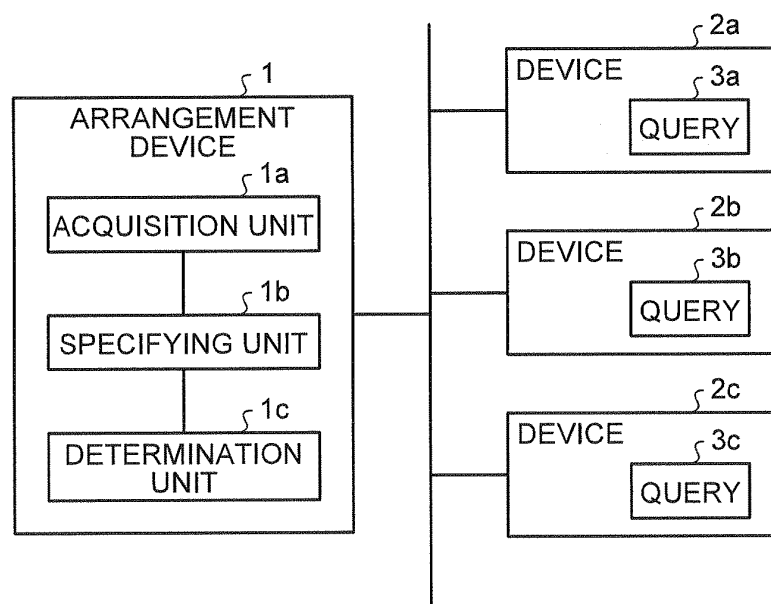 1
ARRANGEMENT
DEVICE
1a
ACQUISITION UNIT
1b
SPECIFYING UNIT
1c
DETERMINATION
UNIT
2a
DEVICE
3a
QUERY
2b
DEVICE
3b
QUERY
2c
DEVICE
3c
QUERY